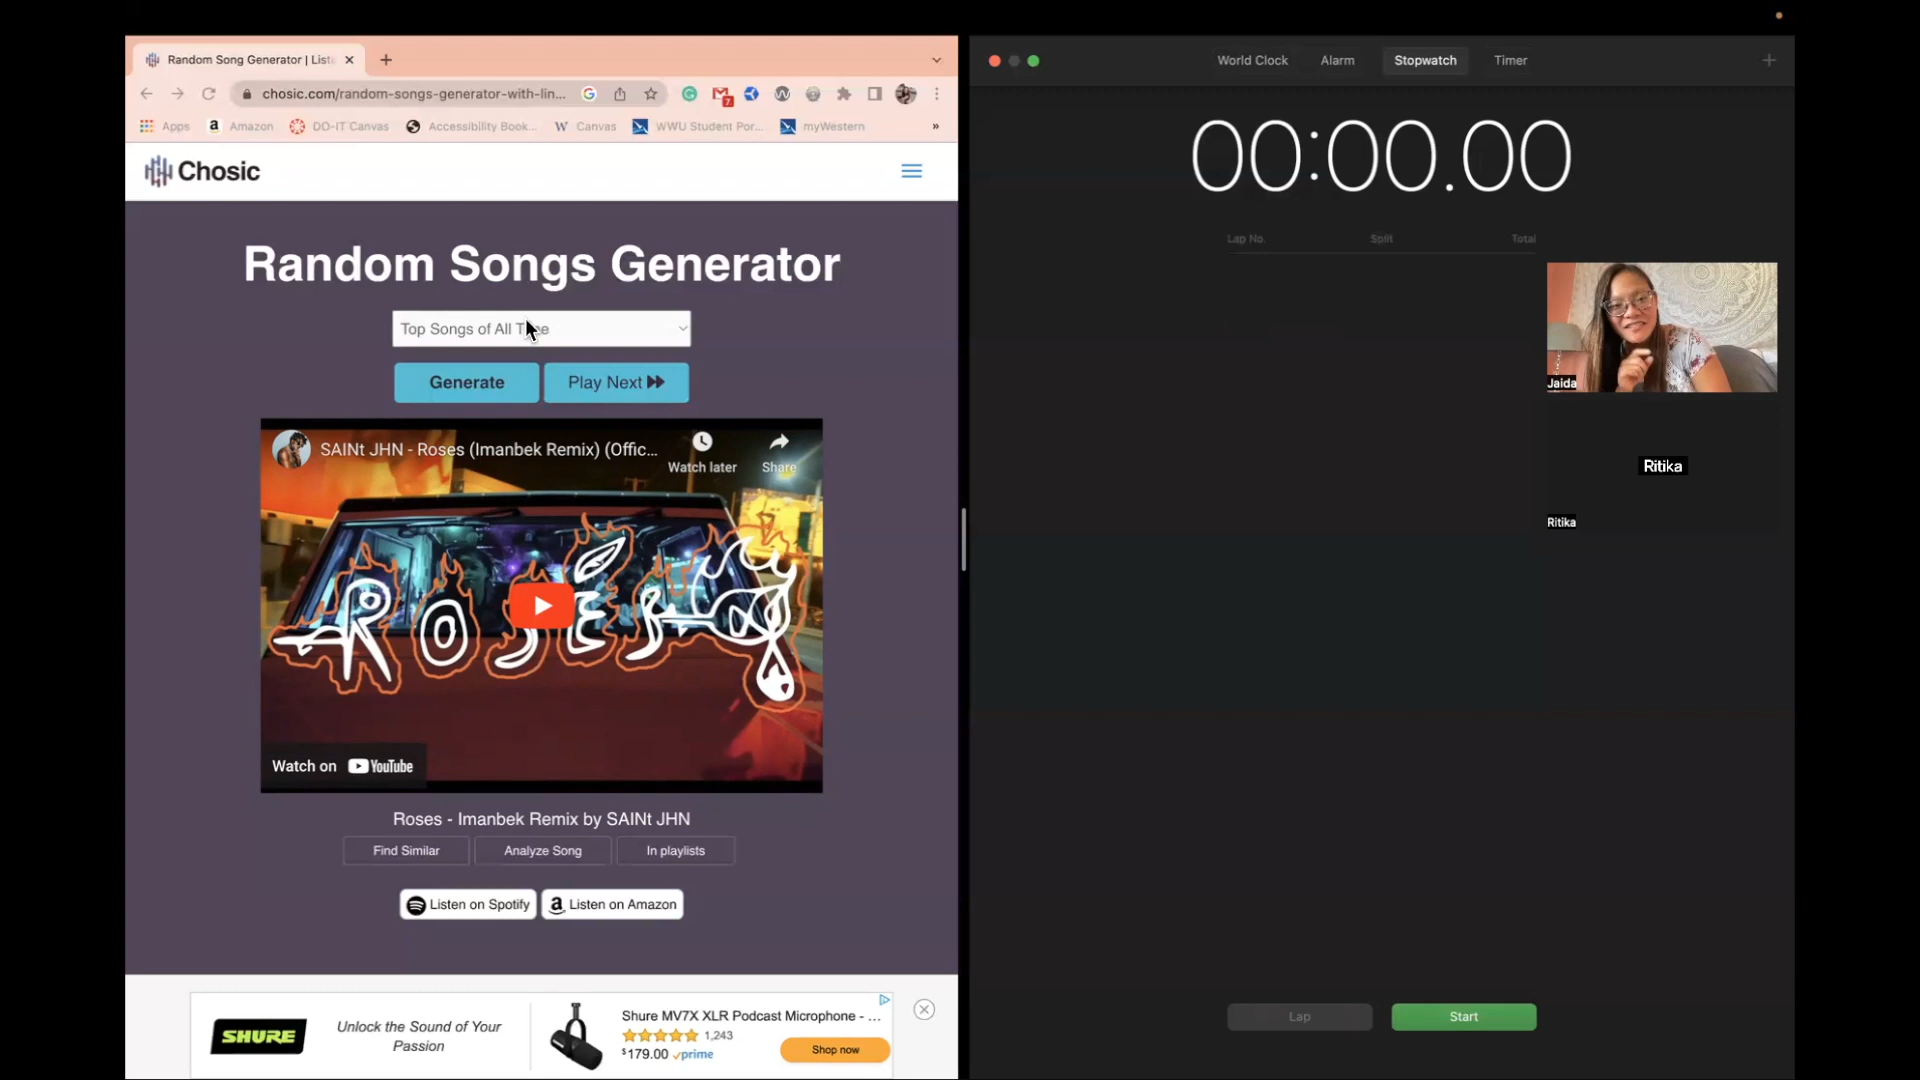 Random Song Generator | List
chosic.com/random-songs-generator-with-lin...
7
Apps
Amazon
DO-IT Canvas
Accessibility Book...
Canvas
WWU Student Por...
myWestern
»
Chosic
Random Songs Generator
Top Songs of All Time
Generate
Play Next
SAINt JHN - Roses (Imanbek Remix) (Offic...
Watch later
Share
ROSES
Watch on YouTube
Roses - Imanbek Remix by SAINt JHN
Find Similar
Analyze Song
In playlists
Listen on Spotify
Listen on Amazon
SHURE
Unlock the Sound of Your
Passion
Shure MV7X XLR Podcast Microphone - ...
1,243
$179.00 prime
Shop now
World Clock
Alarm
Stopwatch
Timer
00:00.00
Lap No.
Split
Total
Jaida
Ritika
Ritika
Lap
Start